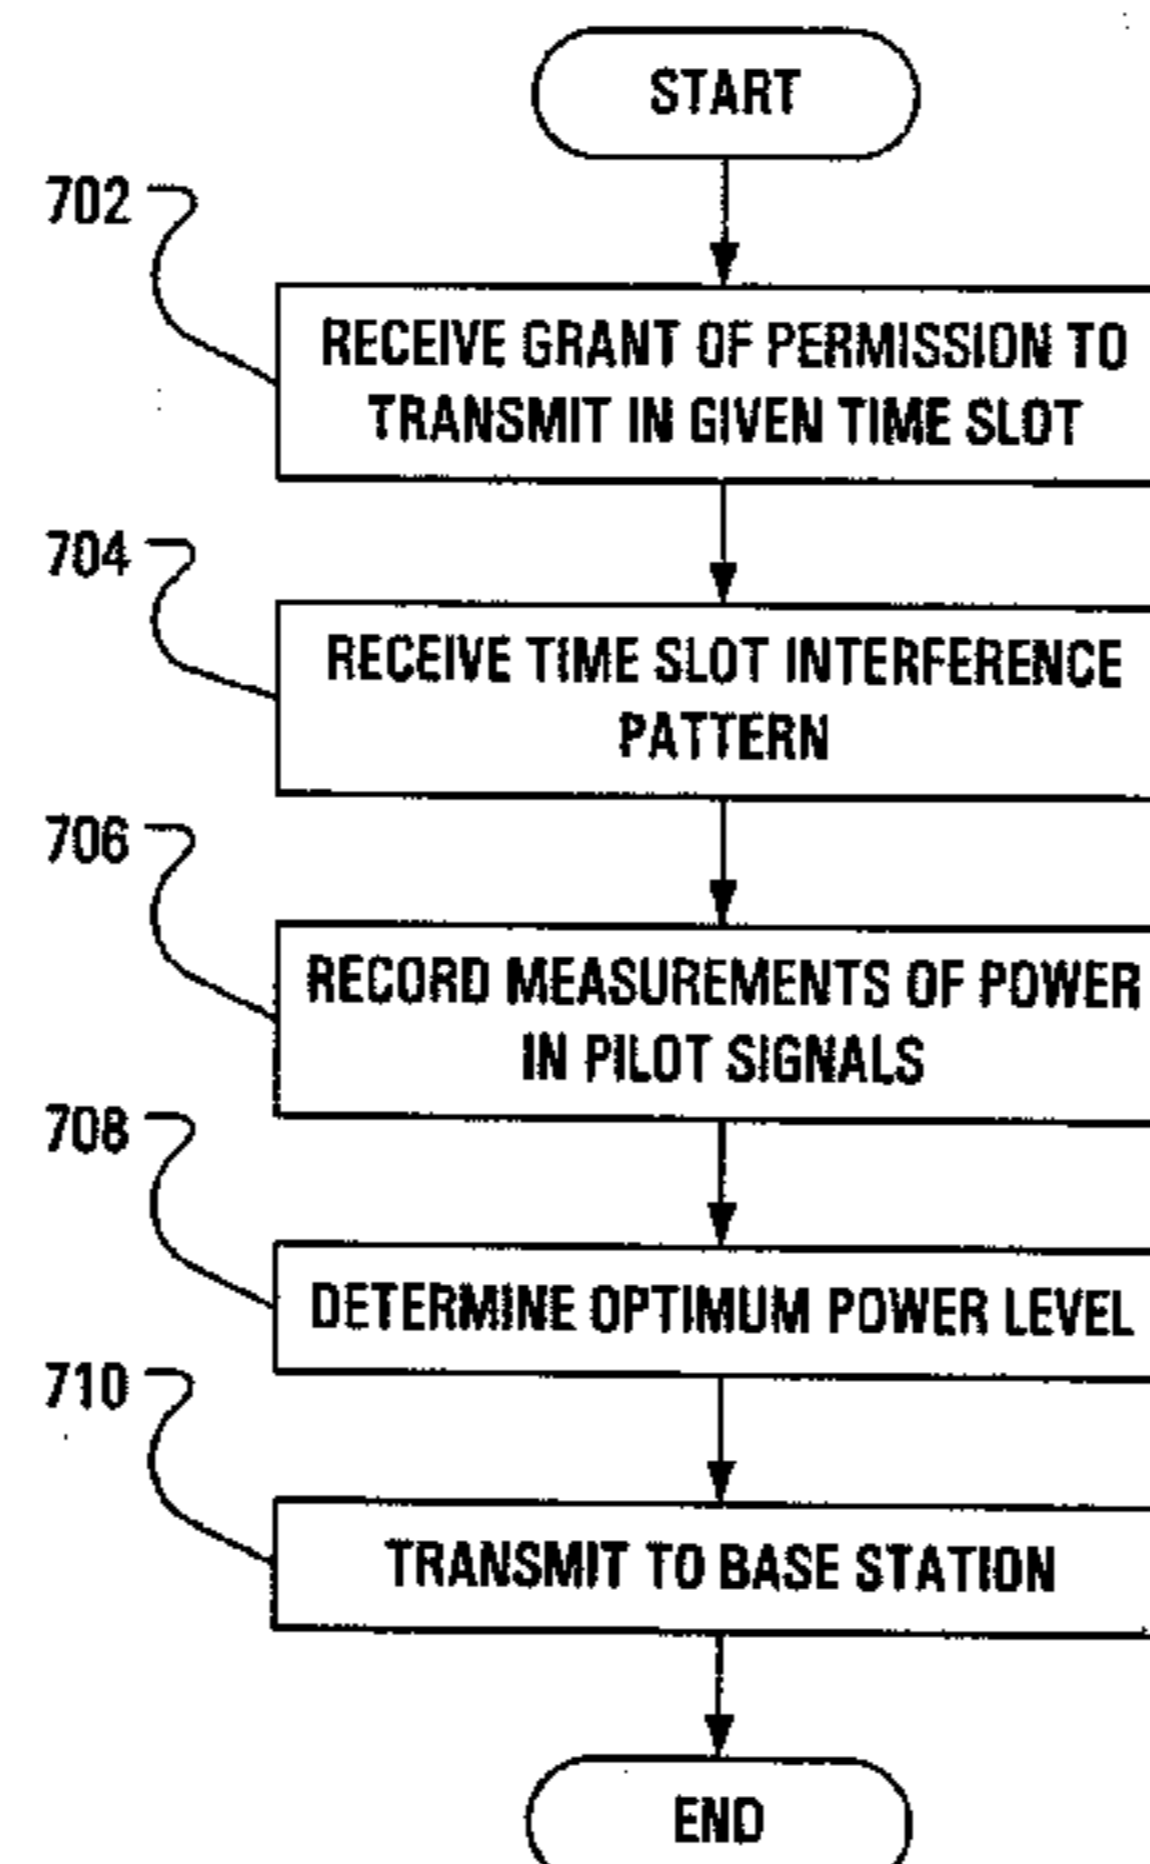 START
702
RECEIVE GRANT OF PERMISSION TO
TRANSMIT IN GIVEN TIME SLOT
704
RECEIVE TIME SLOT INTERFERENCE
PATTERN
706
RECORD MEASUREMENTS OF POWER
IN PILOT SIGNALS
708
DETERMINE OPTIMUM POWER LEVEL
710
TRANSMIT TO BASE STATION
END